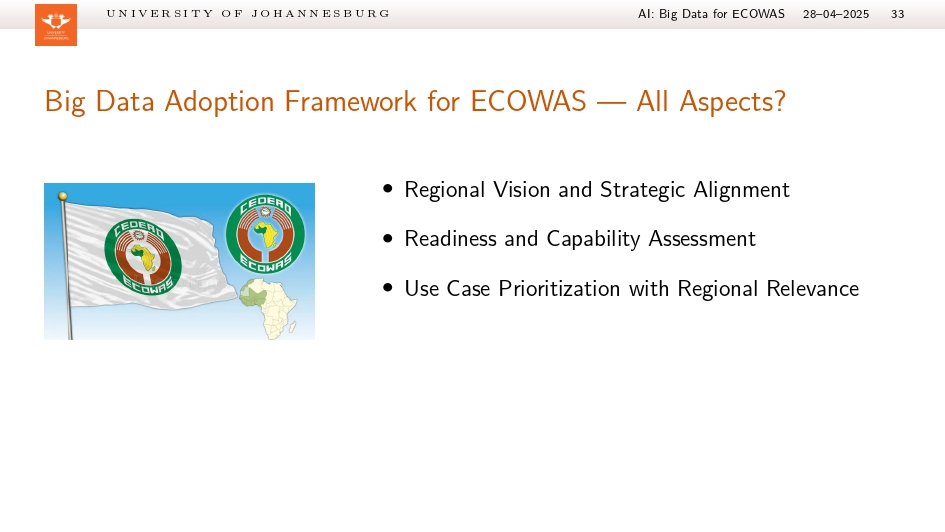 UNIVERSITY OF JOHANNESBURG
AI: Big Data for ECOWAS 28–04–2025 33
UNIVERSITY
JOHANNESBURG
Big Data Adoption Framework for ECOWAS — All Aspects?
CEDEAO
ECOWAS
CEDEAO
ECOWAS
• Regional Vision and Strategic Alignment
• Readiness and Capability Assessment
• Use Case Prioritization with Regional Relevance